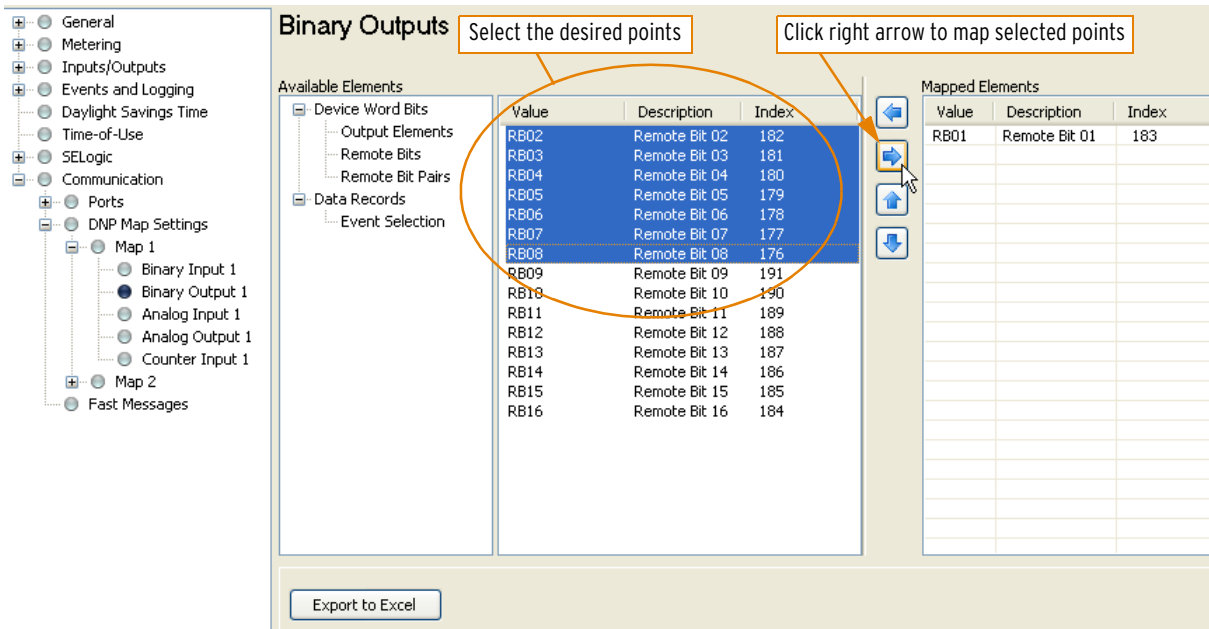 General
Metering
Inputs/Outputs
Events and Logging
Daylight Savings Time
Time-of-Use
SELogic
Communication
Ports
DNP Map Settings
Map 1
Binary Input 1
Binary Output 1
Analog Input 1
Analog Output 1
Counter Input 1
Map 2
Fast Messages
Binary Outputs
Select the desired points
Click right arrow to map selected points
Available Elements
Device Word Bits
Output Elements
Remote Bits
Remote Bit Pairs
Data Records
Event Selection
Value Description Index
RB02 Remote Bit 02 182
RB03 Remote Bit 03 181
RB04 Remote Bit 04 180
RB05 Remote Bit 05 179
RB06 Remote Bit 06 178
RB07 Remote Bit 07 177
RB08 Remote Bit 08 176
RB09 Remote Bit 09 191
RB10 Remote Bit 10 190
RB11 Remote Bit 11 189
RB12 Remote Bit 12 188
RB13 Remote Bit 13 187
RB14 Remote Bit 14 186
RB15 Remote Bit 15 185
RB16 Remote Bit 16 184
Mapped Elements
Value Description Index
RB01 Remote Bit 01 183
Export to Excel